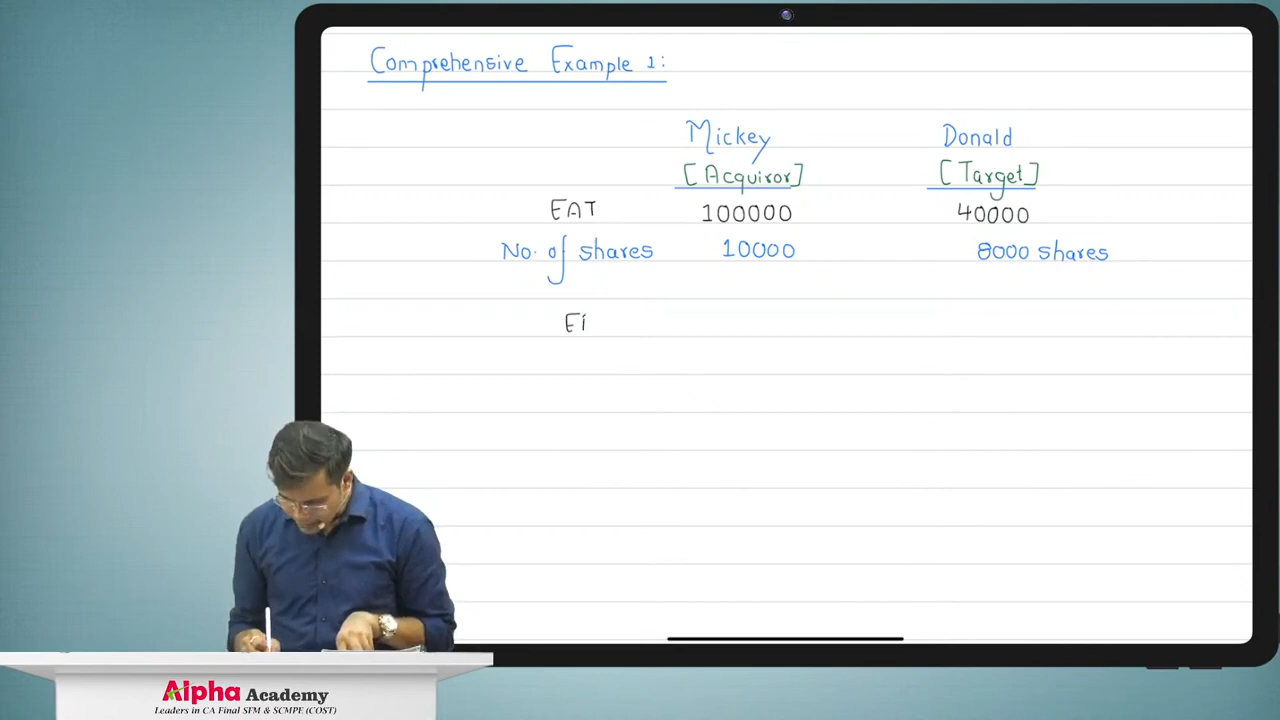 Comprehensive Example 1:
Mickey Donald
[Acquiror] [Target]
EAT 100000 40000
No. of shares 10000 8000 shares
Alpha Academy
Leaders in CA Final SFM & SCMPE (COST)